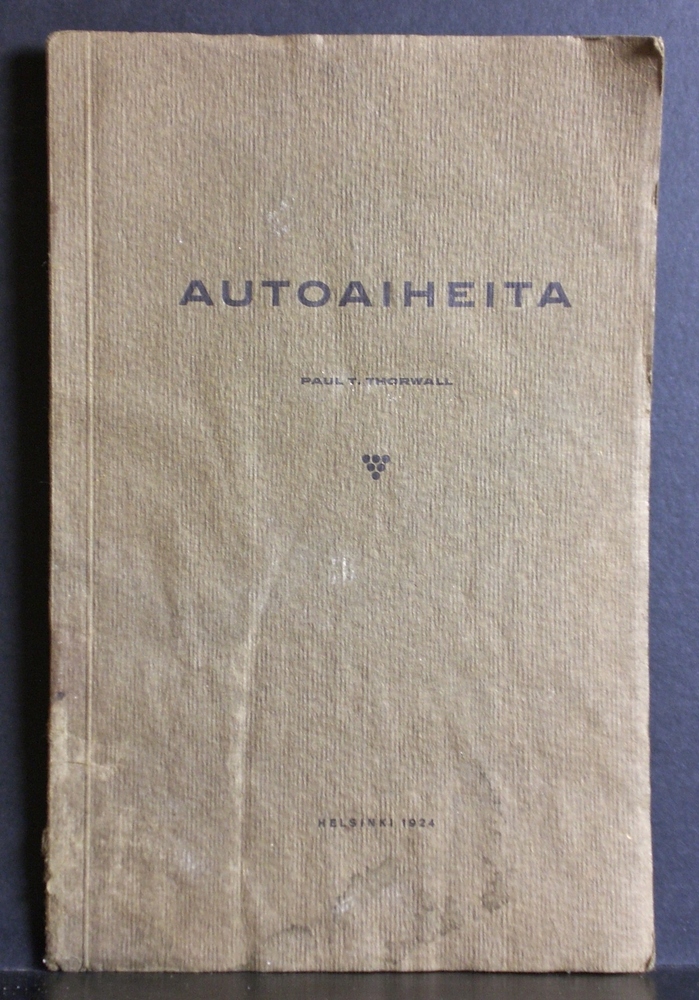 AUTOAIHEITA
PAUL T. THORWALL
HELSINKI 1924